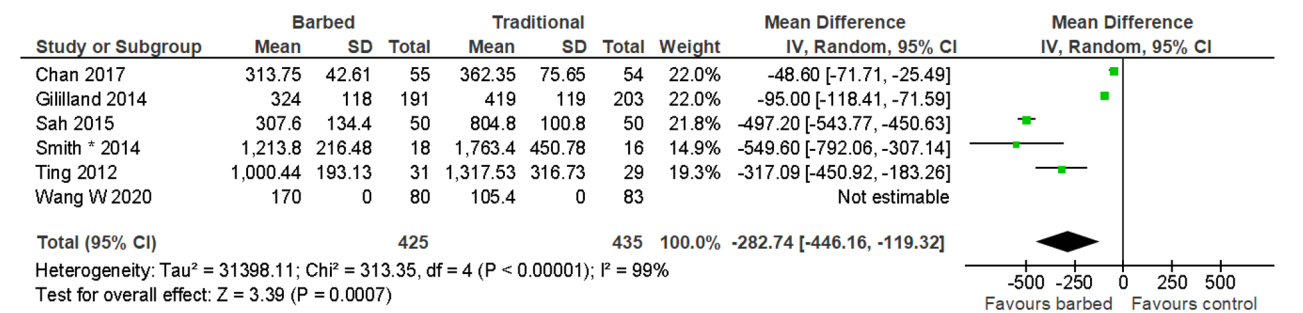 Barbed Traditional Mean Difference Mean Difference
Study or Subgroup Mean SD Total Mean SD Total Weight IV, Random, 95% CI IV, Random, 95% CI
Chan 2017 313.75 42.61 55 362.35 75.65 54 22.0% -48.60 [-71.71, -25.49]
Gililland 2014 324 118 191 419 119 203 22.0% -95.00 [-118.41, -71.59]
Sah 2015 307.6 134.4 50 804.8 100.8 50 21.8% -497.20 [-543.77, -450.63]
Smith * 2014 1,213.8 216.48 18 1,763.4 450.78 16 14.9% -549.60 [-792.06, -307.14]
Ting 2012 1,000.44 193.13 31 1,317.53 316.73 29 19.3% -317.09 [-450.92, -183.26]
Wang W 2020 170 0 80 105.4 0 83 Not estimable
Total (95% CI) 425 435 100.0% -282.74 [-446.16, -119.32]
Heterogeneity: Tau² = 31398.11; Chi² = 313.35, df = 4 (P < 0.00001); I² = 99%
Test for overall effect: Z = 3.39 (P = 0.0007)
-500 -250 0 250 500
Favours barbed Favours control